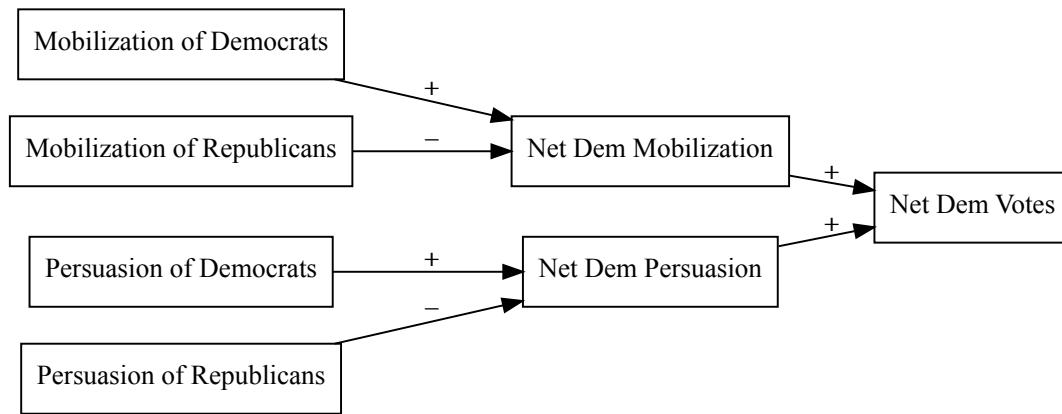 Mobilization of Democrats
+
Mobilization of Republicans
−
Net Dem Mobilization
+
Net Dem Votes
+
Persuasion of Democrats
+
Net Dem Persuasion
−
Persuasion of Republicans